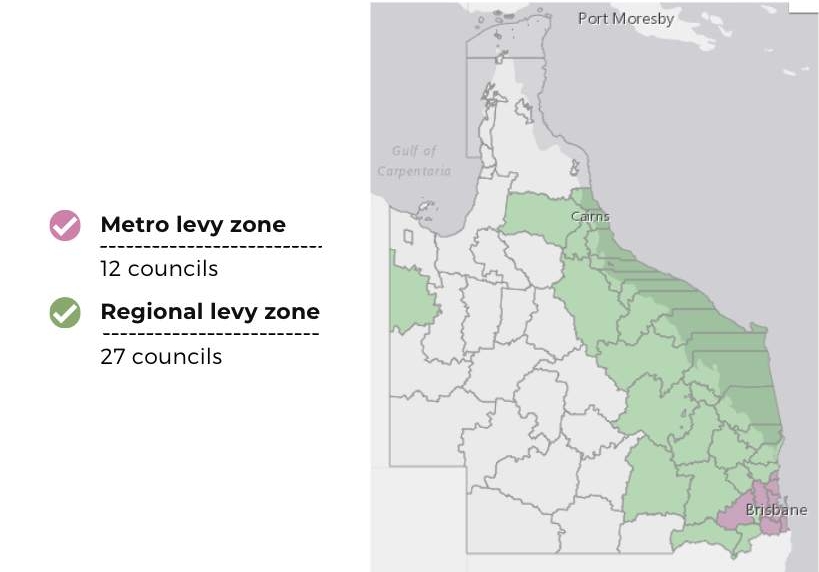 Metro levy zone
12 councils
Regional levy zone
27 councils
Port Moresby
Gulf of
Carpentaria
Cairns
Brisbane